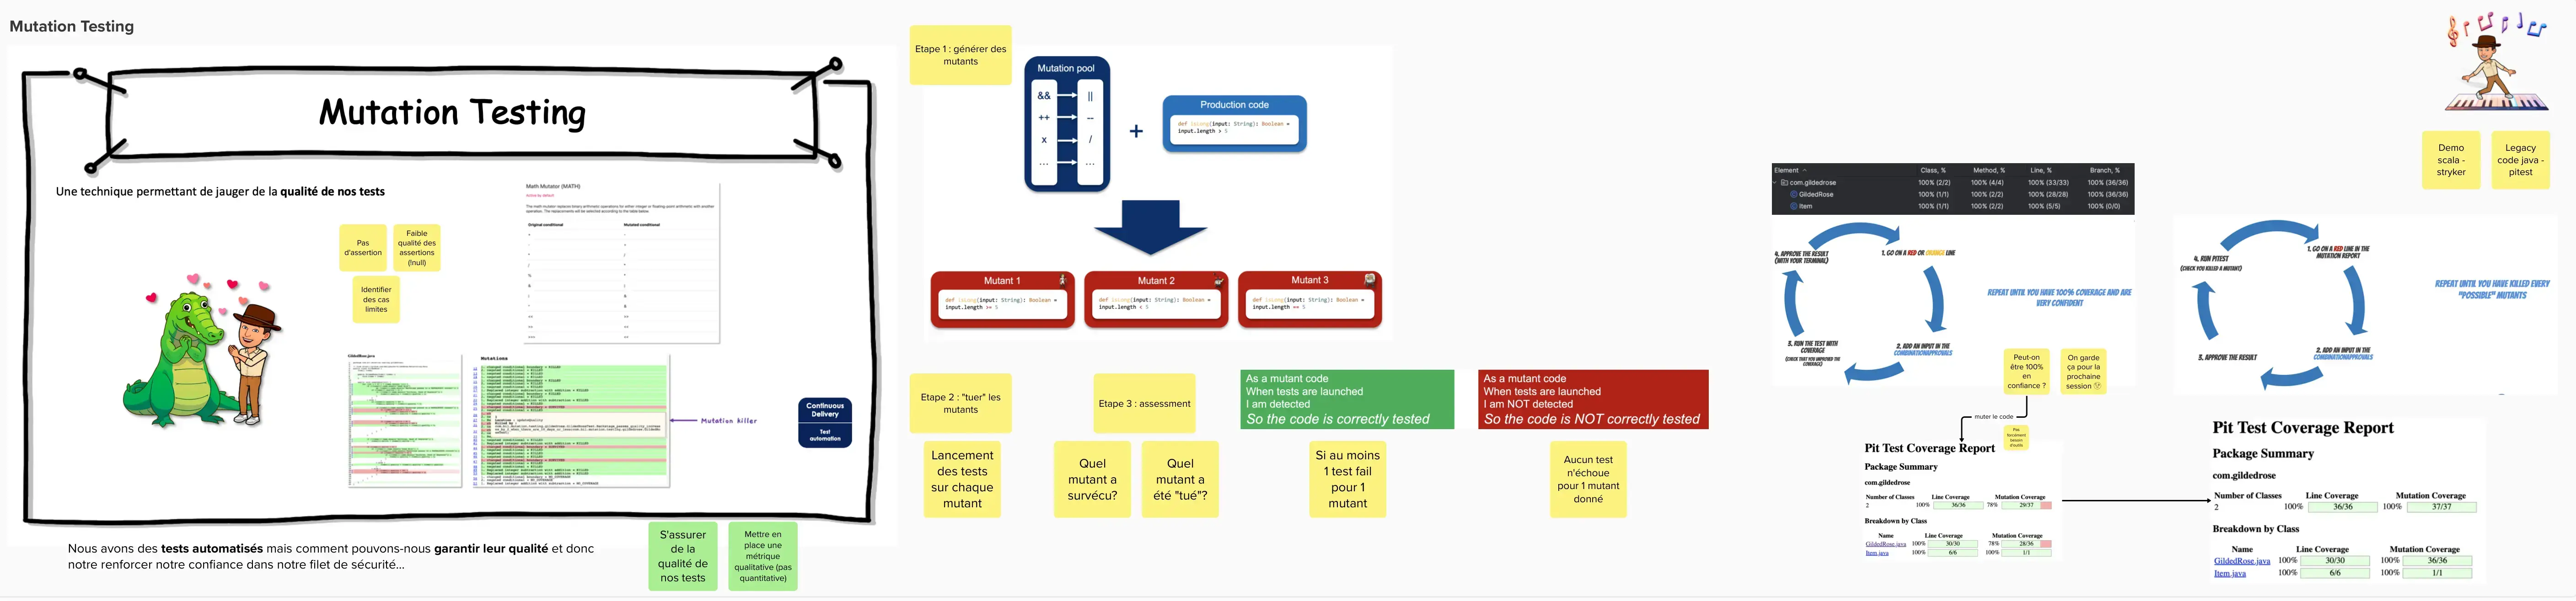 Mutation Testing
Mutation Testing
Une technique permettant de jauger de la qualité de nos tests
Pas
d'assertion
Faible
qualité des
assertions
(!null)
Identifier
des cas
limites
Math Mutator (MATH)
Active by default
Original conditional
Mutated conditional
GildedRose.java
Mutations
Mutation killer
Continuous
Delivery
Test
automation
Nous avons des tests automatisés mais comment pouvons-nous garantir leur qualité et donc
notre renforcer notre confiance dans notre filet de sécurité...
S'assurer
de la
qualité de
nos tests
Mettre en
place une
métrique
qualitative (pas
quantitative)
Etape 1 : générer des
mutants
Mutation pool
&& ||
++ --
x /
... ...
+
Production code
def isLong(input: String): Boolean =
input.length > 5
Mutant 1
def isLong(input: String): Boolean =
input.length >= 5
Mutant 2
def isLong(input: String): Boolean =
input.length < 5
Mutant 3
def isLong(input: String): Boolean =
input.length == 5
Etape 2 : "tuer" les
mutants
Lancement
des tests
sur chaque
mutant
Etape 3 : assessment
Quel
mutant a
survécu?
Quel
mutant a
été "tué"?
As a mutant code
When tests are launched
I am detected
So the code is correctly tested
Si au moins
1 test fail
pour 1
mutant
As a mutant code
When tests are launched
I am NOT detected
So the code is NOT correctly tested
Aucun test
n'échoue
pour 1 mutant
donné
Element Class, % Method, % Line, % Branch, %
com.gildedrose 100% (2/2) 100% (4/4) 100% (33/33) 100% (36/36)
GildedRose 100% (1/1) 100% (2/2) 100% (28/28) 100% (36/36)
Item 100% (1/1) 100% (2/2) 100% (5/5) 100% (0/0)
1. GO ON A RED OR ORANGE LINE
2. ADD AN INPUT IN THE
COMBINATIONAPPROVALS
3. RUN THE TEST WITH
COVERAGE
(CHECK THAT YOU IMPROVED THE
COVERAGE)
4. APPROVE THE RESULT
(WITH YOUR TERMINAL)
REPEAT UNTIL YOU HAVE 100% COVERAGE AND ARE
VERY CONFIDENT
Peut-on
être 100%
en
confiance ?
On garde
ça pour la
prochaine
session
muter le code
Pas
forcément
besoin
d'outils
Pit Test Coverage Report
Package Summary
com.gildedrose
Number of Classes Line Coverage Mutation Coverage
2 100% 36/36 78% 29/37
Breakdown by Class
Name Line Coverage Mutation Coverage
GildedRose.java 100% 30/30 78% 28/36
Item.java 100% 6/6 100% 1/1
Demo
scala -
stryker
Legacy
code java -
pitest
1. GO ON A RED LINE IN THE
MUTATION REPORT
2. ADD AN INPUT IN THE
COMBINATIONAPPROVALS
3. APPROVE THE RESULT
4. RUN PITEST
(CHECK YOU KILLED A MUTANT)
REPEAT UNTIL YOU HAVE KILLED EVERY
"POSSIBLE" MUTANTS
Pit Test Coverage Report
Package Summary
com.gildedrose
Number of Classes Line Coverage Mutation Coverage
2 100% 36/36 100% 37/37
Breakdown by Class
Name Line Coverage Mutation Coverage
GildedRose.java 100% 30/30 100% 36/36
Item.java 100% 6/6 100% 1/1